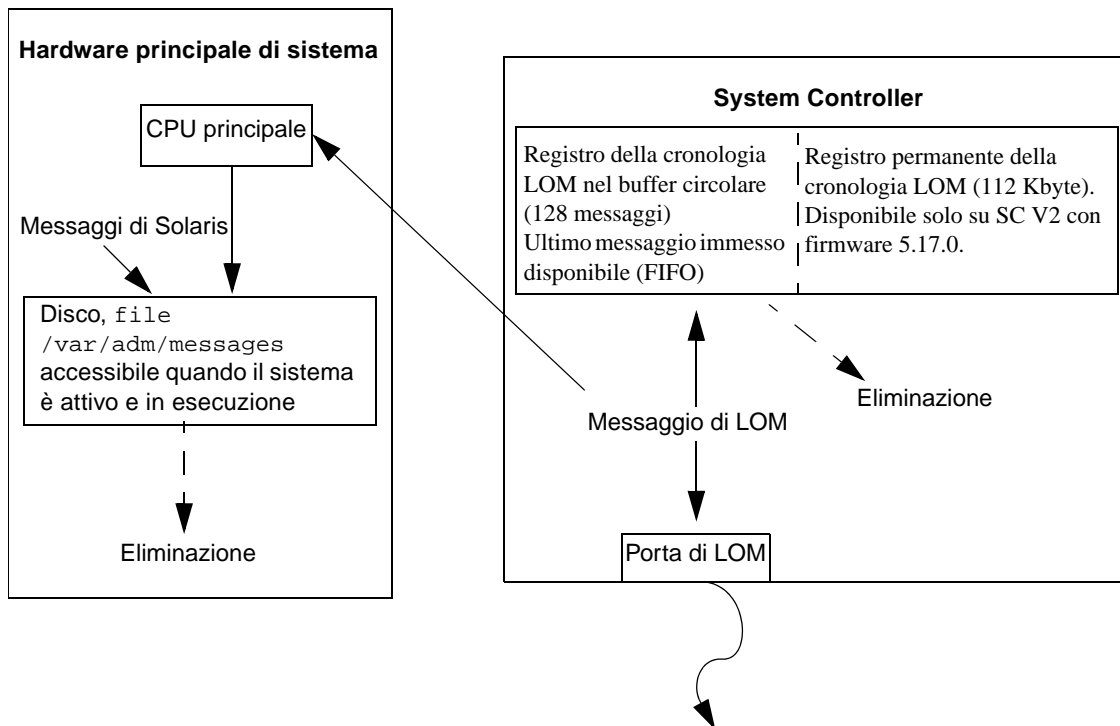 Hardware principale di sistema
CPU principale
Messaggi di Solaris
Disco, file
/var/adm/messages
accessibile quando il sistema
è attivo e in esecuzione
Eliminazione
System Controller
Registro della cronologia
LOM nel buffer circolare
(128 messaggi)
Ultimo messaggio immesso
disponibile (FIFO)
Registro permanente della
cronologia LOM (112 Kbyte).
Disponibile solo su SC V2 con
firmware 5.17.0.
Eliminazione
Messaggio di LOM
Porta di LOM